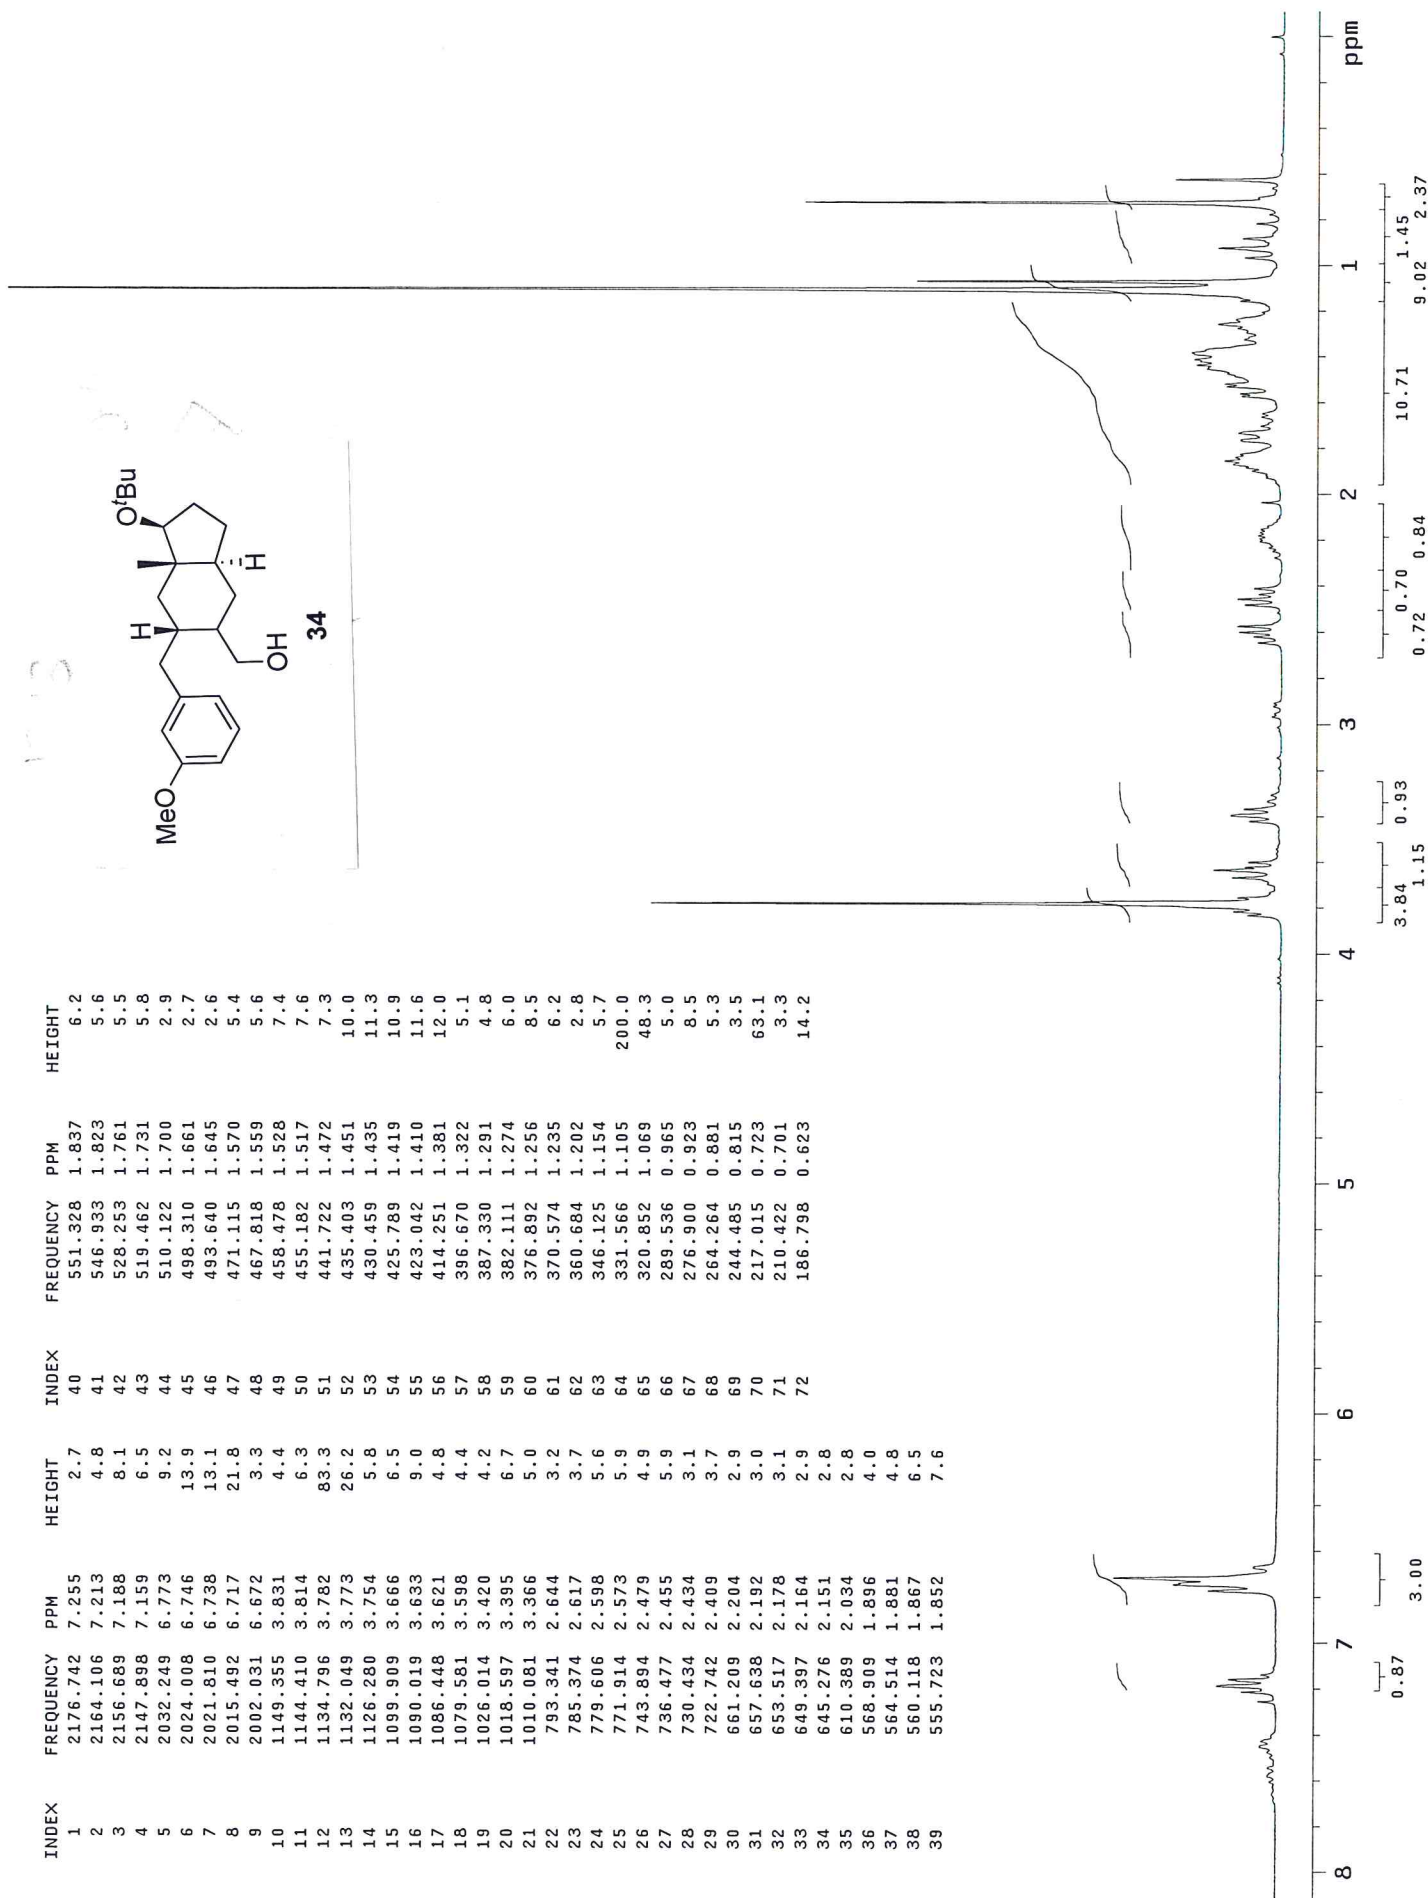 MeO
H
OᵗBu
H
OH
34
INDEX FREQUENCY PPM HEIGHT
1 2176.742 7.255 2.7
2 2164.106 7.213 4.8
3 2156.689 7.188 8.1
4 2147.898 7.159 6.5
5 2032.249 6.773 9.2
6 2024.008 6.746 13.9
7 2021.810 6.738 13.1
8 2015.492 6.717 21.8
9 2002.031 6.672 3.3
10 1149.355 3.831 4.4
11 1144.410 3.814 6.3
12 1134.796 3.782 83.3
13 1132.049 3.773 26.2
14 1126.280 3.754 5.8
15 1099.909 3.666 6.5
16 1090.019 3.633 9.0
17 1086.448 3.621 4.8
18 1079.581 3.598 4.4
19 1026.014 3.420 4.2
20 1018.597 3.395 6.7
21 1010.081 3.366 5.0
22 793.341 2.644 3.2
23 785.374 2.617 3.7
24 779.606 2.598 5.6
25 771.914 2.573 5.9
26 743.894 2.479 4.9
27 736.477 2.455 5.9
28 730.434 2.434 3.1
29 722.742 2.409 3.7
30 661.209 2.204 2.9
31 657.638 2.192 3.0
32 653.517 2.178 3.1
33 649.397 2.164 2.9
34 645.276 2.151 2.8
35 610.389 2.034 2.8
36 568.909 1.896 4.0
37 564.514 1.881 4.8
38 560.118 1.867 6.5
39 555.723 1.852 7.6
INDEX FREQUENCY PPM HEIGHT
40 551.328 1.837 6.2
41 546.933 1.823 5.6
42 528.253 1.761 5.5
43 519.462 1.731 5.8
44 510.122 1.700 2.9
45 498.310 1.661 2.7
46 493.640 1.645 2.6
47 471.115 1.570 5.4
48 467.818 1.559 5.6
49 458.478 1.528 7.4
50 455.182 1.517 7.6
51 441.722 1.472 7.3
52 435.403 1.451 10.0
53 430.459 1.435 11.3
54 425.789 1.419 10.9
55 423.042 1.410 11.6
56 414.251 1.381 12.0
57 396.670 1.322 5.1
58 387.330 1.291 4.8
59 382.111 1.274 6.0
60 376.892 1.256 8.5
61 370.574 1.235 6.2
62 360.684 1.202 2.8
63 346.125 1.154 5.7
64 331.566 1.105 200.0
65 320.852 1.069 48.3
66 289.536 0.965 5.0
67 276.900 0.923 8.5
68 264.264 0.881 5.3
69 244.485 0.815 3.5
70 217.015 0.723 63.1
71 210.422 0.701 3.3
72 186.798 0.623 14.2
8 7 6 5 4 3 2 1 ppm
0.87 3.00 3.84 1.15 0.93 0.72 0.70 0.84 10.71 9.02 1.45 2.37